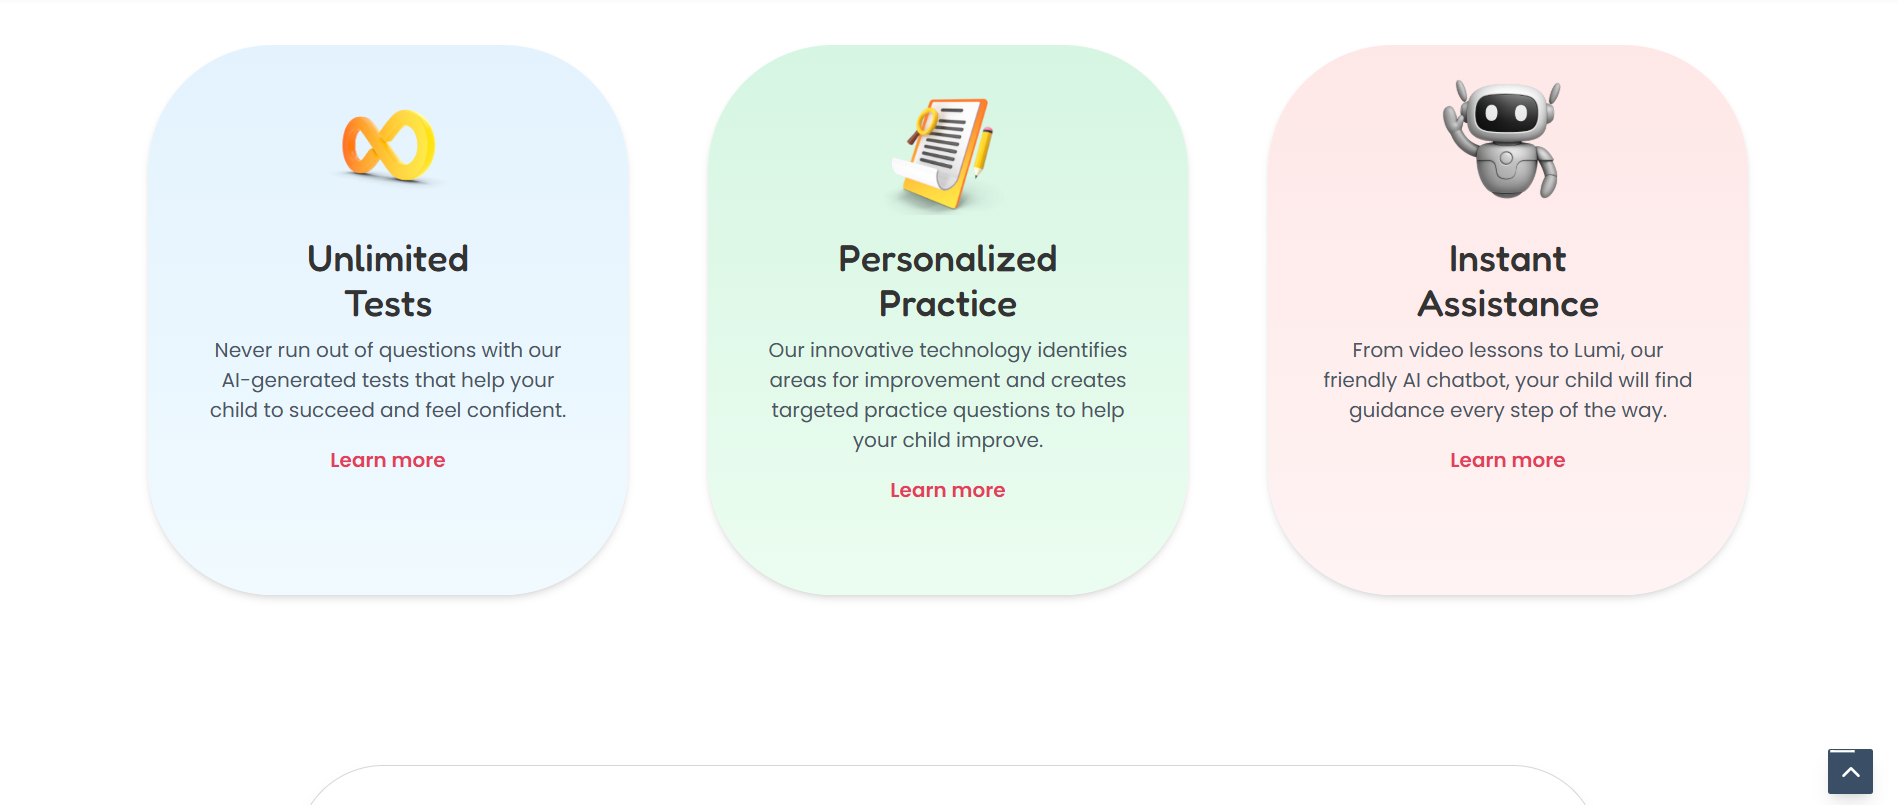 Unlimited
Tests
Never run out of questions with our
AI-generated tests that help your
child to succeed and feel confident.
Learn more
Personalized
Practice
Our innovative technology identifies
areas for improvement and creates
targeted practice questions to help
your child improve.
Learn more
Instant
Assistance
From video lessons to Lumi, our
friendly AI chatbot, your child will find
guidance every step of the way.
Learn more